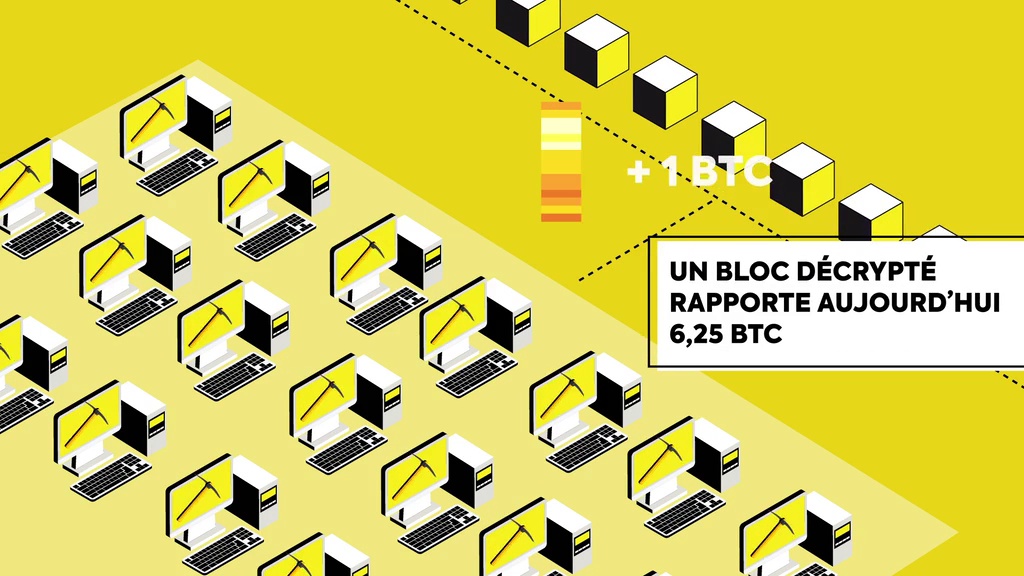 + 1 BTC
UN BLOC DÉCRYPTÉ
RAPPORTE AUJOURD'HUI
6,25 BTC